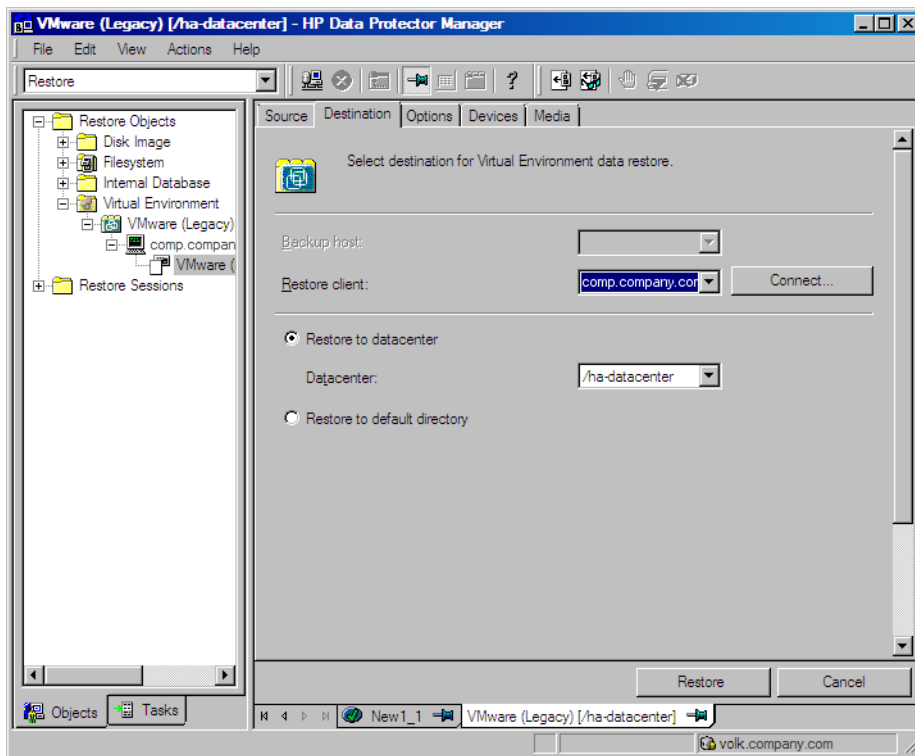 VMware (Legacy) [/ha-datacenter] - HP Data Protector Manager
File Edit View Actions Help
Restore
Restore Objects
Disk Image
Filesystem
Internal Database
Virtual Environment
VMware (Legacy)
comp.compan
VMware (
Restore Sessions
Source Destination Options Devices Media
Select destination for Virtual Environment data restore.
Backup host:
Restore client: comp.company.cor Connect...
Restore to datacenter
Datacenter: /ha-datacenter
Restore to default directory
Restore Cancel
Objects Tasks
New1_1 VMware (Legacy) [/ha-datacenter]
volk.company.com